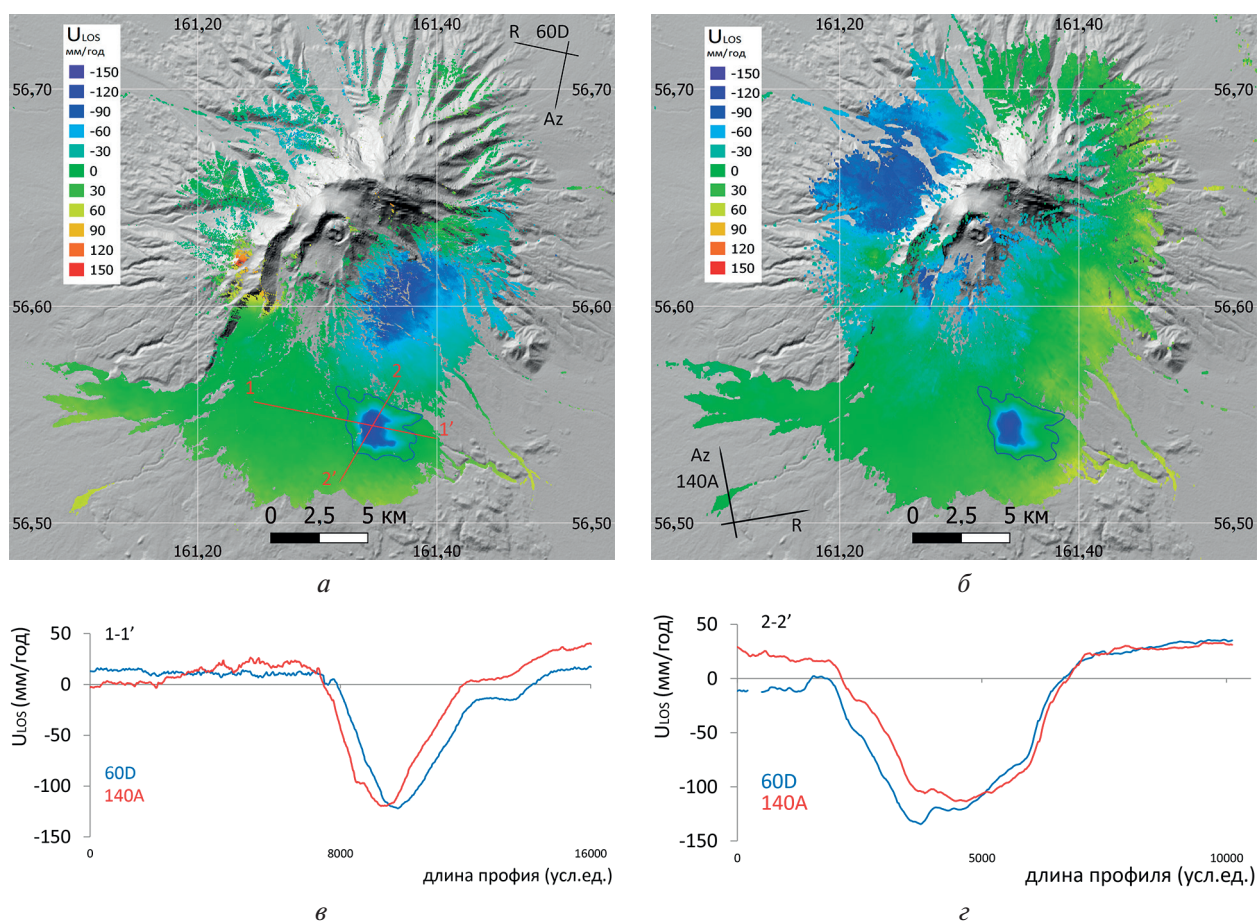 161,20 161,40
U LOS
мм/год
-150
-120
-90
-60
-30
0
30
60
90
120
150
R 60D
Az
56,70 56,70
56,60 56,60
56,50 56,50
1 1'
2 2'
0 2,5 5 км
161,20 161,40
а
161,20 161,40
U LOS
мм/год
-150
-120
-90
-60
-30
0
30
60
90
120
150
56,70 56,70
56,60 56,60
56,50 56,50
Az
140A
R
0 2,5 5 км
161,20 161,40
б
1-1'
U LOS (мм/год)
50
0
-50
-100
-150
60D
140A
0 8000 16000
длина профия (усл.ед.)
в
2-2'
U LOS (мм/год)
50
0
-50
-100
-150
60D
140A
0 5000 10000
длина профиля (усл.ед.)
г